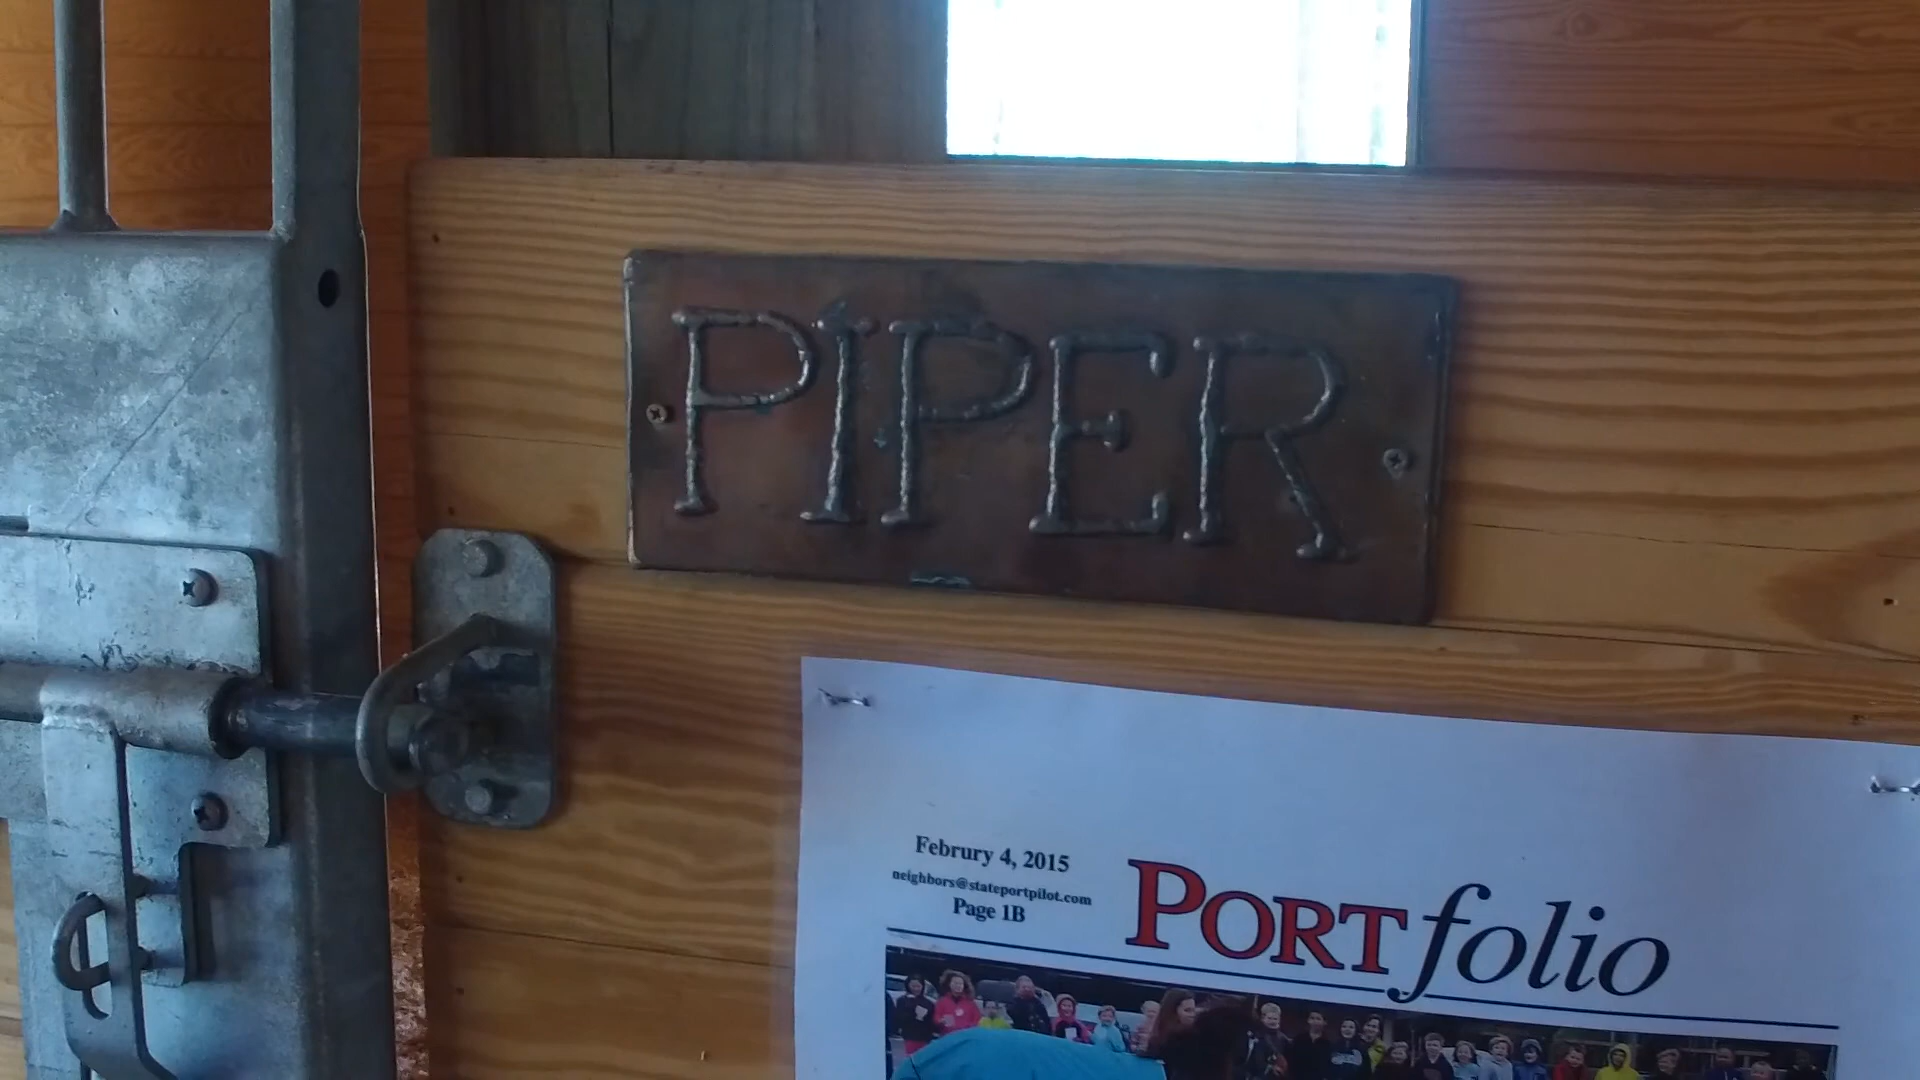 PIPER
Februry 4, 2015
neighbors@stateportpilot.com
Page 1B
PORTfolio